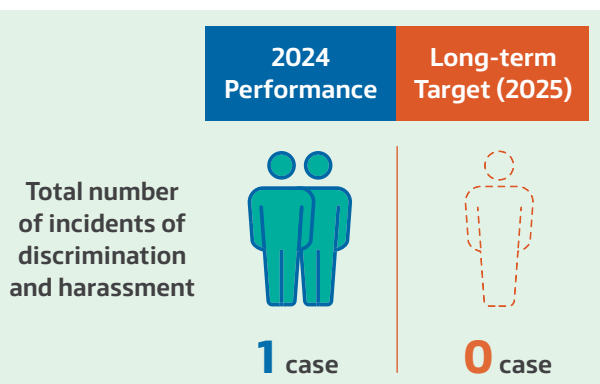 2024
Performance
Long-term
Target (2025)
Total number
of incidents of
discrimination
and harassment
1 case
0 case